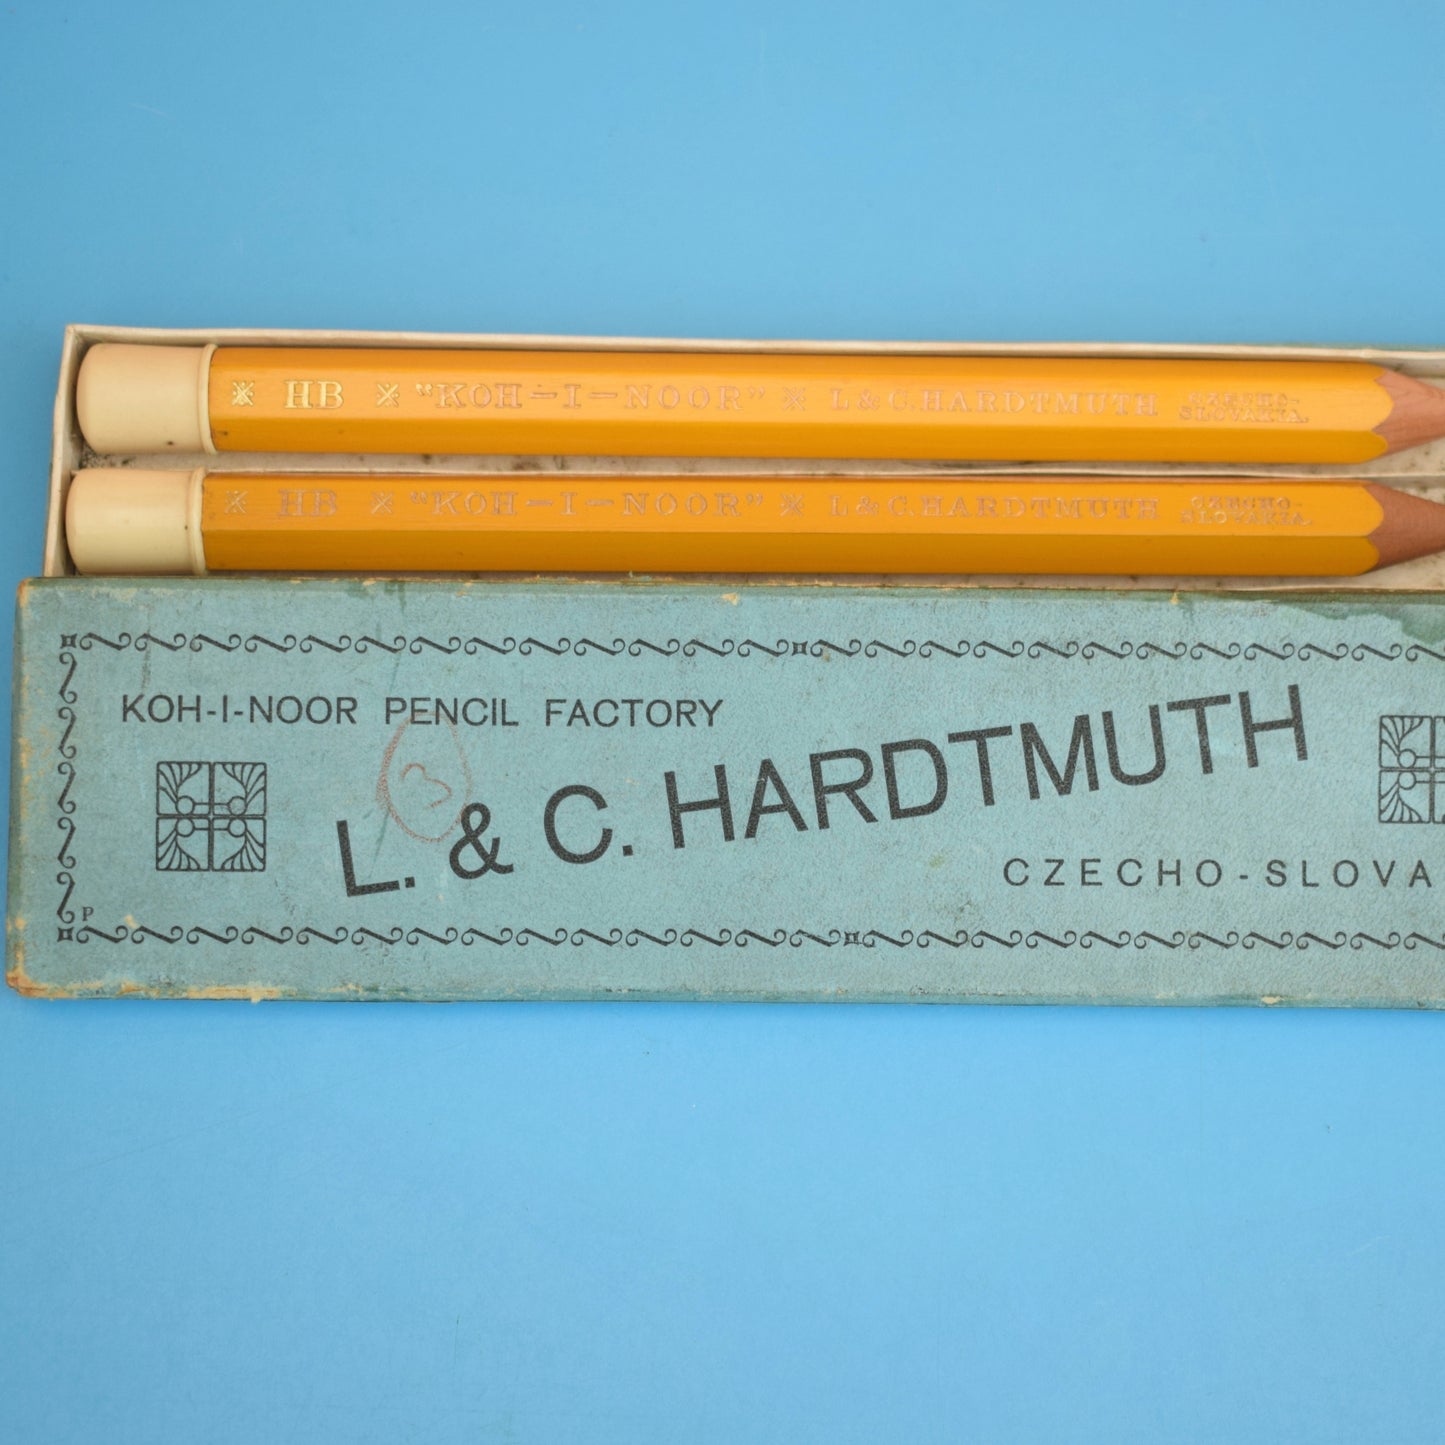 ※ HB ※ "KOH-I-NOOR" ※ L & C. HARDTMUTH CZECHO-
SLOVAKIA.
※ HB ※ "KOH-I-NOOR" ※ L & C. HARDTMUTH CZECHO-
SLOVAKIA.
KOH-I-NOOR PENCIL FACTORY
3
L. & C. HARDTMUTH
CZECHO-SLOVA
P